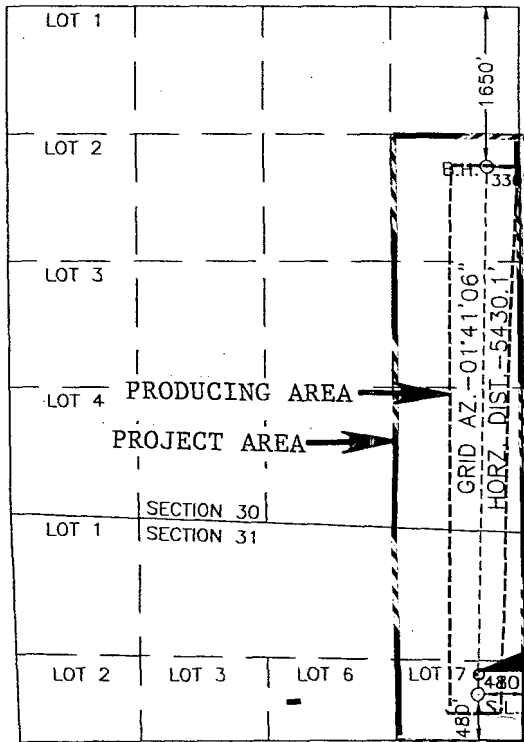 LOT 1
1650'
LOT 2
B.H.
33
LOT 3
GRID AZ.-01°41'06"
HORZ. DIST.-5430.1'
PRODUCING AREA
LOT 4
PROJECT AREA
SECTION 30
LOT 1
SECTION 31
LOT 2
LOT 3
LOT 6
LOT 7
480
S.L.
480'